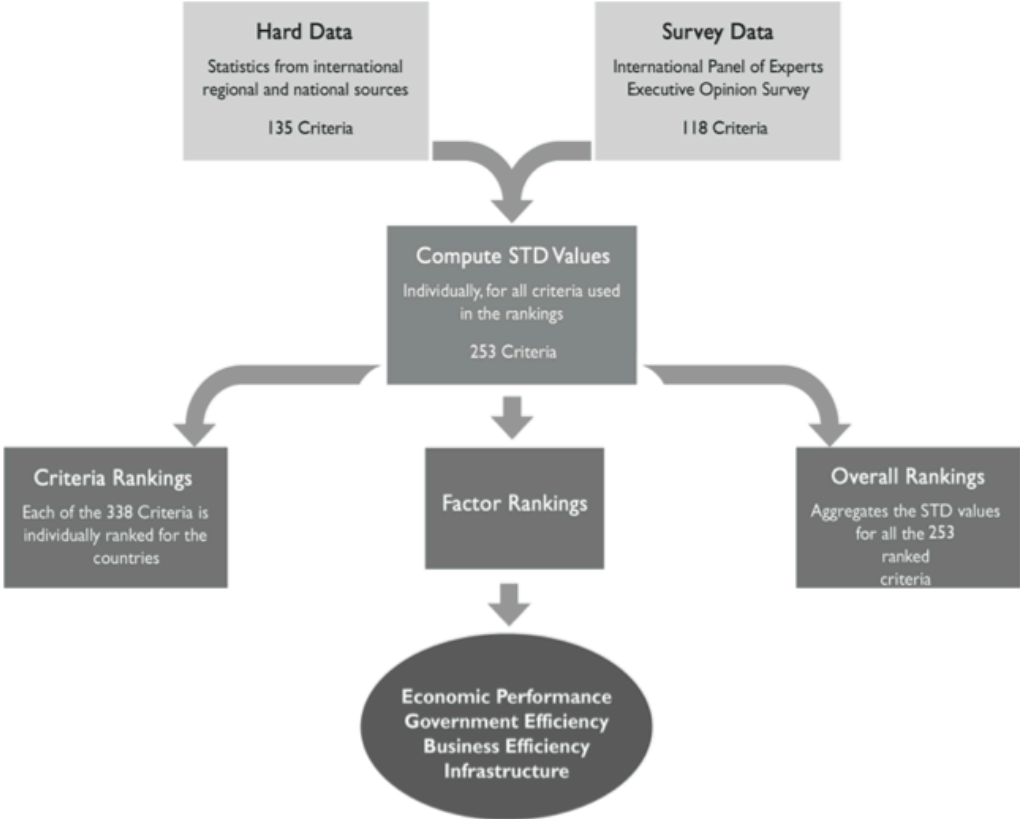 Hard Data
Statistics from international
regional and national sources
135 Criteria
Survey Data
International Panel of Experts
Executive Opinion Survey
118 Criteria
Compute STD Values
Individually, for all criteria used
in the rankings
253 Criteria
Criteria Rankings
Each of the 338 Criteria is
individually ranked for the
countries
Factor Rankings
Overall Rankings
Aggregates the STD values
for all the 253
ranked
criteria
Economic Performance
Government Efficiency
Business Efficiency
Infrastructure